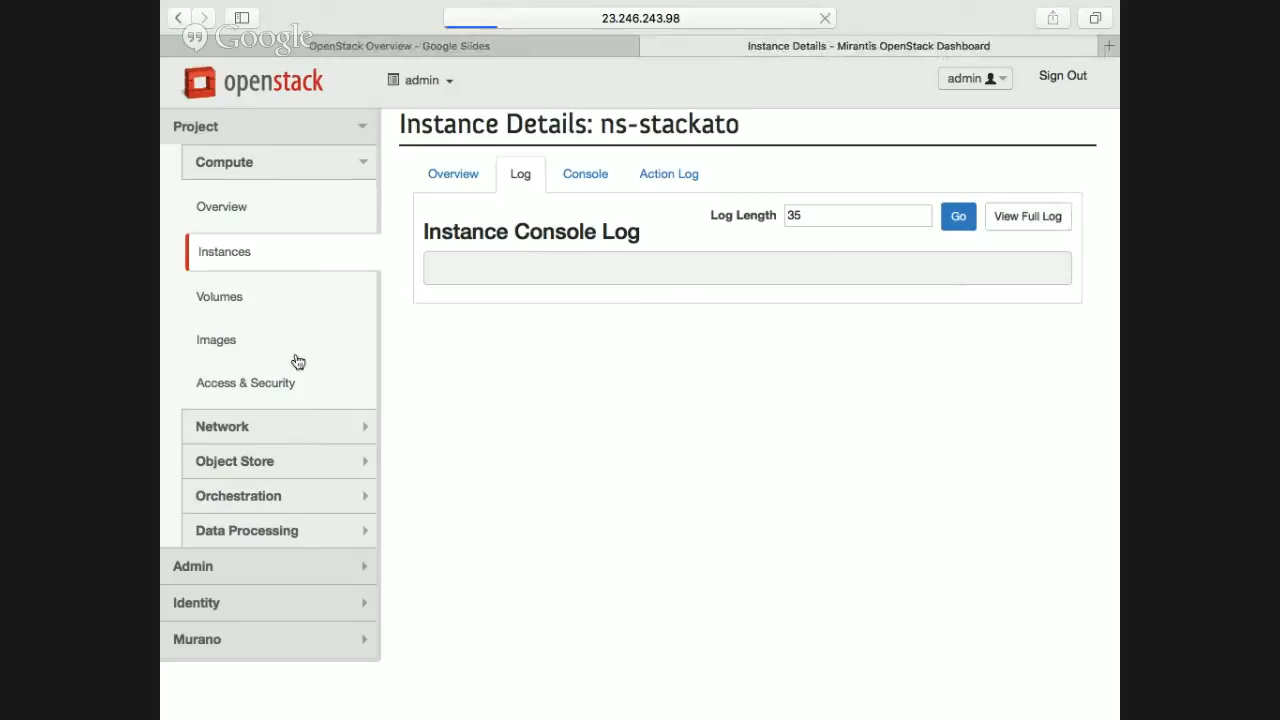 23.246.243.98
Google
OpenStack Overview - Google Slides
Instance Details - Mirantis OpenStack Dashboard
openstack
admin
admin
Sign Out
Project
Compute
Overview
Instances
Volumes
Images
Access & Security
Network
Object Store
Orchestration
Data Processing
Admin
Identity
Murano
Instance Details: ns-stackato
Overview
Log
Console
Action Log
Log Length
35
Go
View Full Log
Instance Console Log